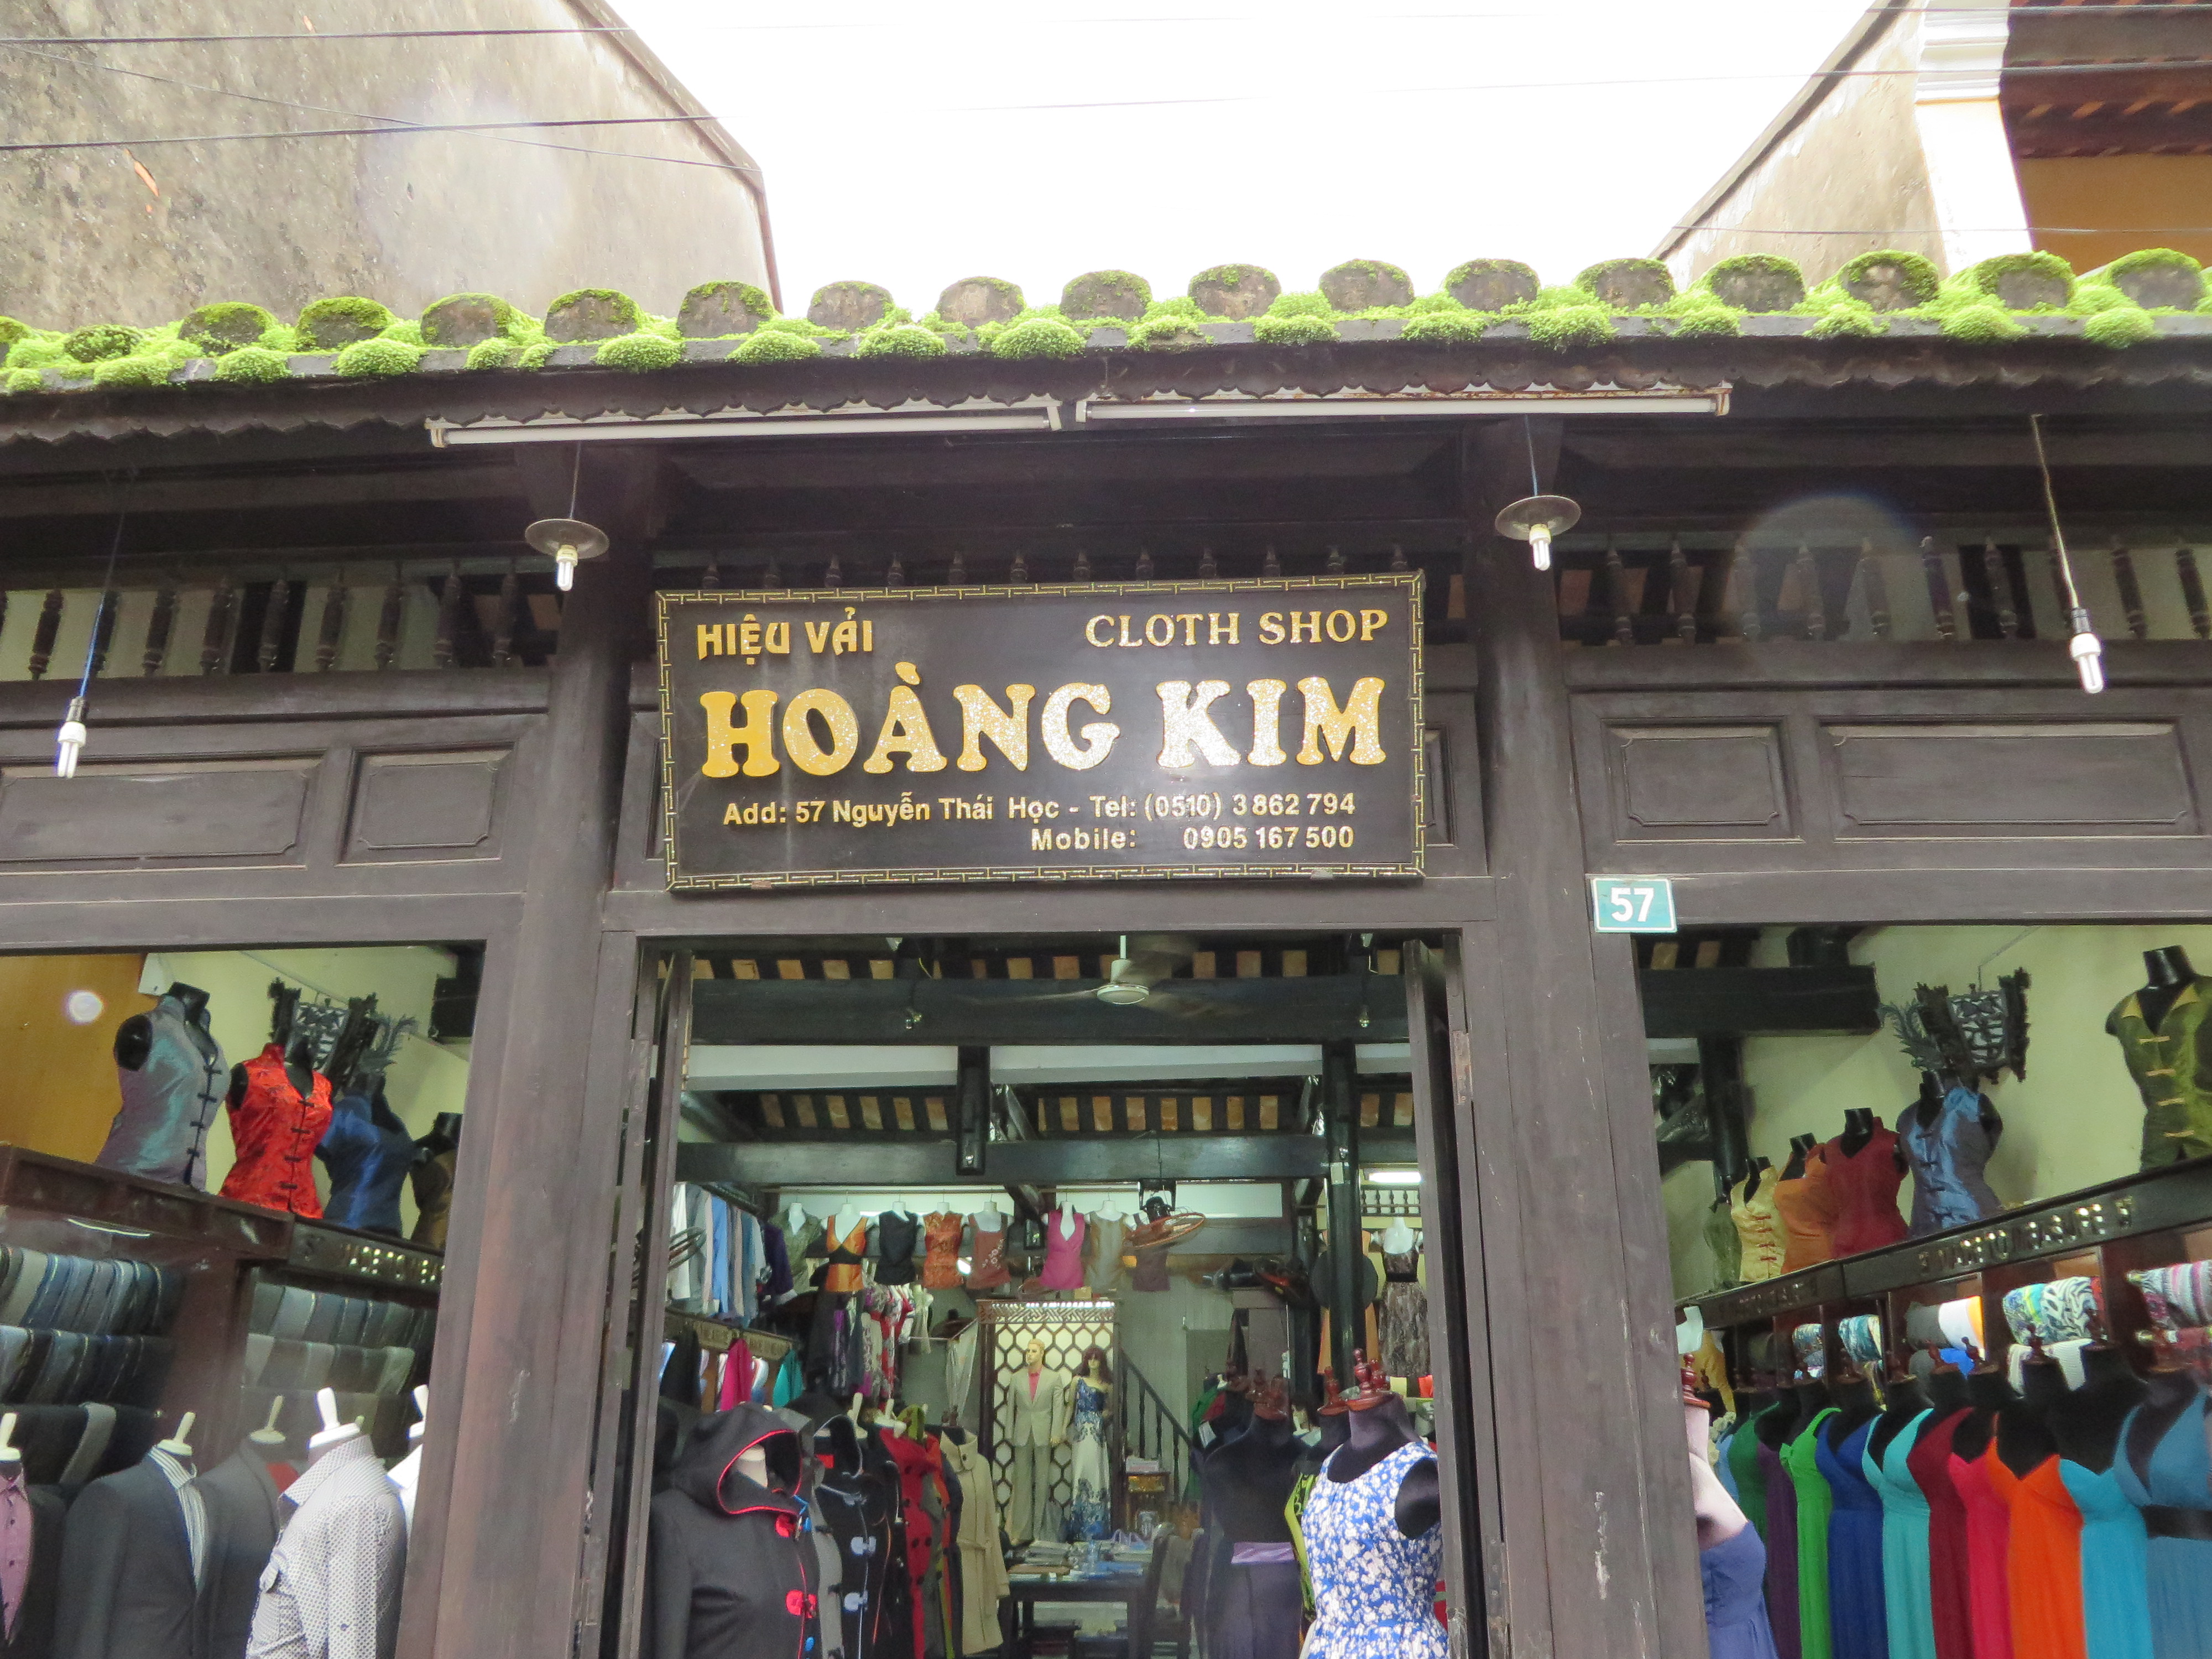 HIỆU VẢI CLOTH SHOP
HOÀNG KIM
Add: 57 Nguyễn Thái Học - Tel: (0510) 3 862 794
Mobile: 0905 167 500
57